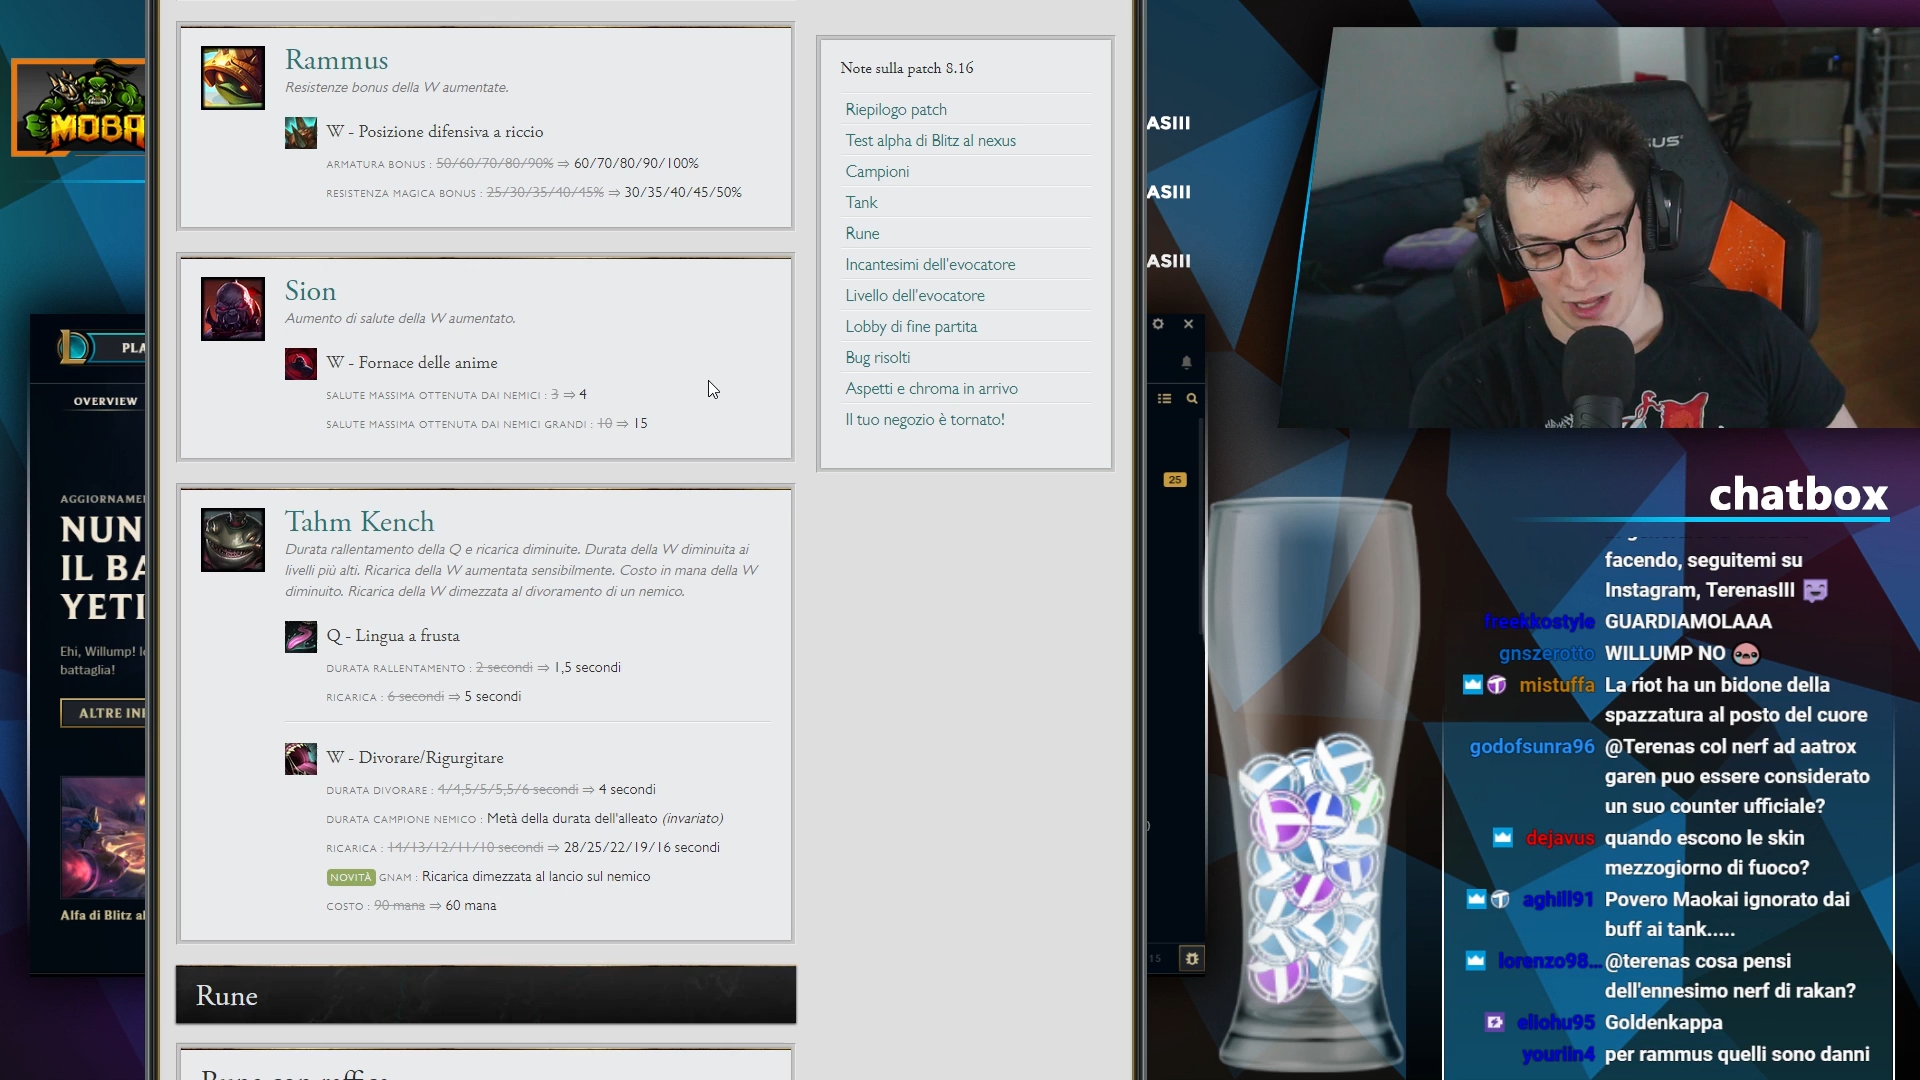 MOBA
PLA
OVERVIEW
AGGIORNAME
NUN
IL BA
YETI
Ehi, Willump!
battaglia!
ALTRE IN
Alfa di Blitz al
Rammus
Resistenze bonus della W aumentate.
W - Posizione difensiva a riccio
ARMATURA BONUS : 50/60/70/80/90% ⇒ 60/70/80/90/100%
RESISTENZA MAGICA BONUS : 25/30/35/40/45% ⇒ 30/35/40/45/50%
Sion
Aumento di salute della W aumentato.
W - Fornace delle anime
SALUTE MASSIMA OTTENUTA DAI NEMICI : 3 ⇒ 4
SALUTE MASSIMA OTTENUTA DAI NEMICI GRANDI : 10 ⇒ 15
Tahm Kench
Durata rallentamento della Q e ricarica diminuite. Durata della W diminuita ai
livelli più alti. Ricarica della W aumentata sensibilmente. Costo in mana della W
diminuito. Ricarica della W dimezzata al divoramento di un nemico.
Q - Lingua a frusta
DURATA RALLENTAMENTO : 2 secondi ⇒ 1,5 secondi
RICARICA : 6 secondi ⇒ 5 secondi
W - Divorare/Rigurgitare
DURATA DIVORARE : 4/4,5/5/5,5/6 secondi ⇒ 4 secondi
DURATA CAMPIONE NEMICO : Metà della durata dell'alleato (invariato)
RICARICA : 14/13/12/11/10 secondi ⇒ 28/25/22/19/16 secondi
NOVITÀ GNAM : Ricarica dimezzata al lancio sul nemico
COSTO : 90 mana ⇒ 60 mana
Rune
Note sulla patch 8.16
Riepilogo patch
Test alpha di Blitz al nexus
Campioni
Tank
Rune
Incantesimi dell'evocatore
Livello dell'evocatore
Lobby di fine partita
Bug risolti
Aspetti e chroma in arrivo
Il tuo negozio è tornato!
ASIII
ASIII
ASIII
25
15
chatbox
facendo, seguitemi su
Instagram, TerenasIII
freekkostyle GUARDIAMOLAAA
gnszerotto WILLUMP NO
mistuffa La riot ha un bidone della
spazzatura al posto del cuore
godofsunra96 @Terenas col nerf ad aatrox
garen puo essere considerato
un suo counter ufficiale?
dejavus quando escono le skin
mezzogiorno di fuoco?
aghill91 Povero Maokai ignorato dai
buff ai tank.....
lorenzo98... @terenas cosa pensi
dell'ennesimo nerf di rakan?
eliohu95 Goldenkappa
youriin4 per rammus quelli sono danni